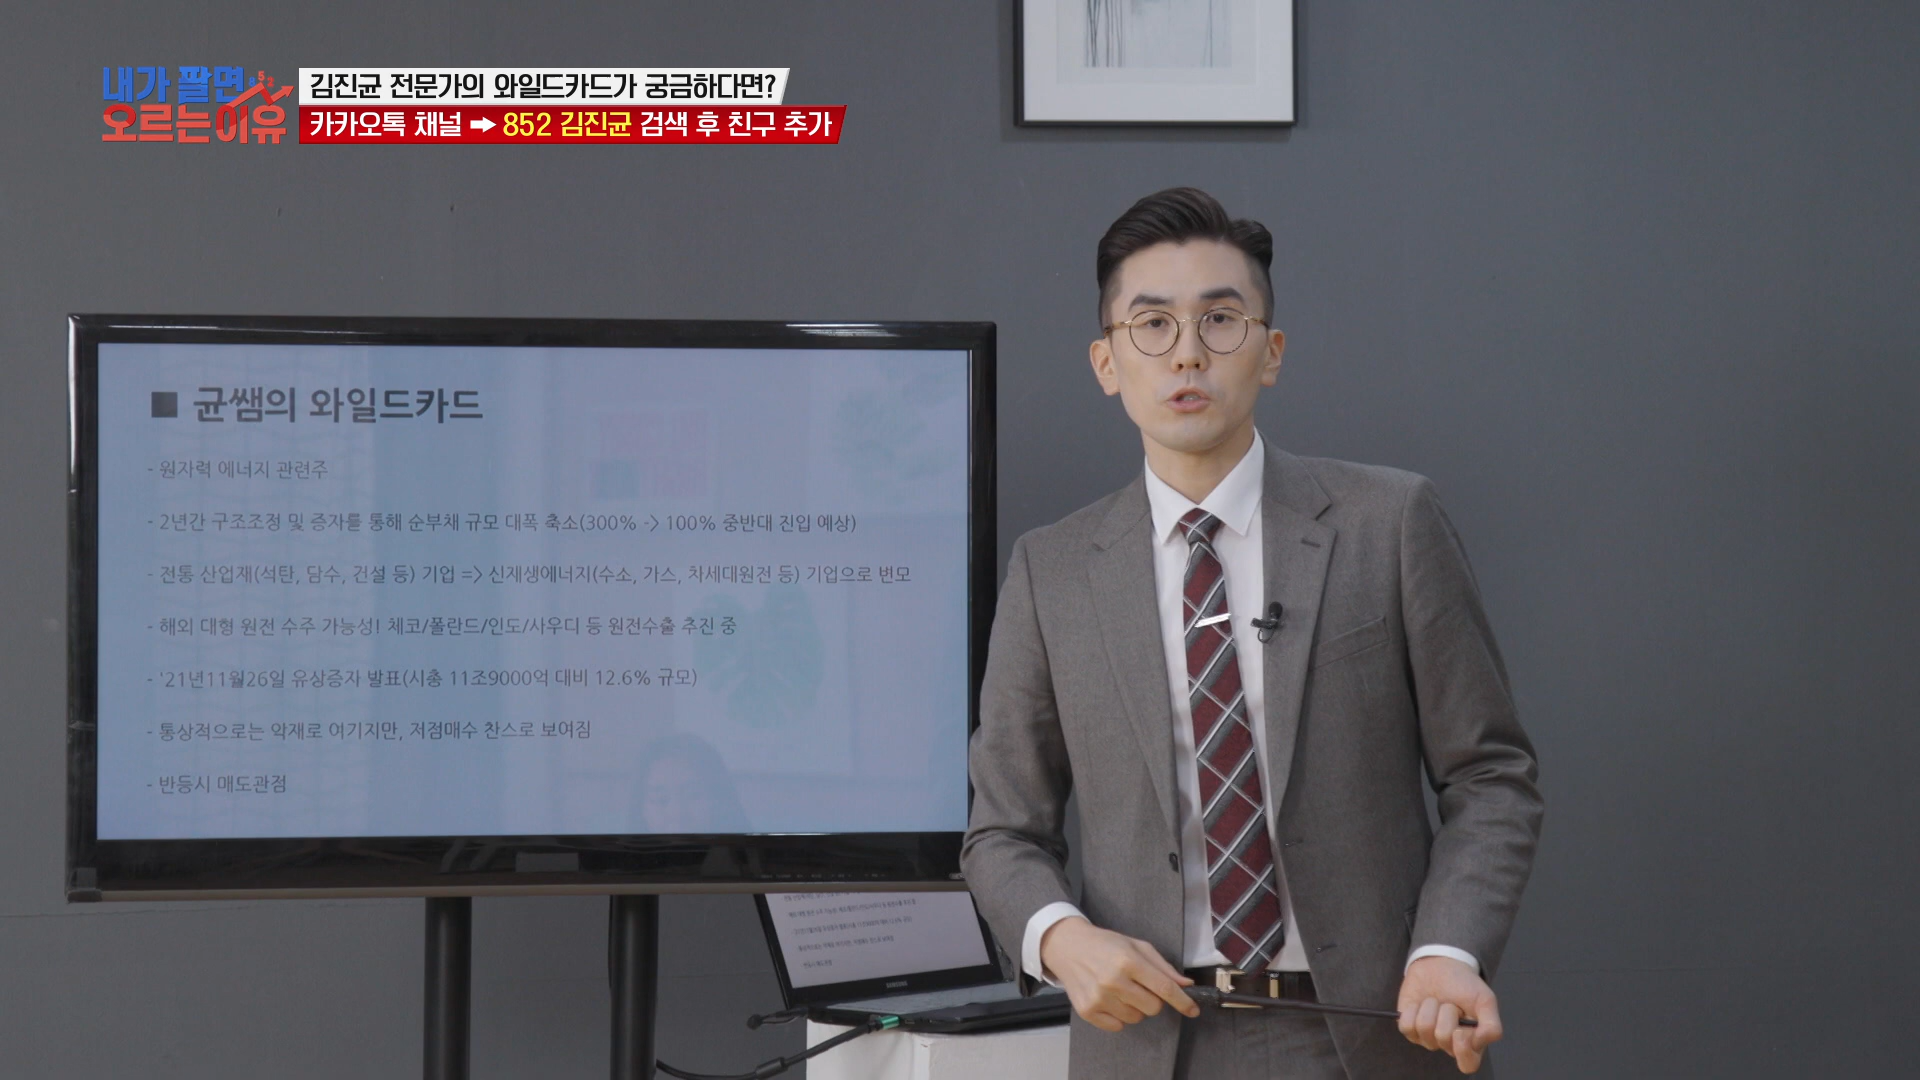 내가 팔면 852
오르는 이유
김진균 전문가의 와일드카드가 궁금하다면?
카카오톡 채널 ➡ 852 김진균 검색 후 친구 추가
■ 균쌤의 와일드카드
- 원자력 에너지 관련주
- 2년간 구조조정 및 증자를 통해 순부채 규모 대폭 축소(300% -> 100% 중반대 진입 예상)
- 전통 산업재(석탄, 담수, 건설 등) 기업 => 신재생에너지(수소, 가스, 차세대원전 등) 기업으로 변모
- 해외 대형 원전 수주 가능성! 체코/폴란드/인도/사우디 등 원전수출 추진 중
- '21년11월26일 유상증자 발표(시총 11조9000억 대비 12.6% 규모)
- 통상적으로는 악재로 여기지만, 저점매수 찬스로 보여짐
- 반등시 매도관점
SAMSUNG